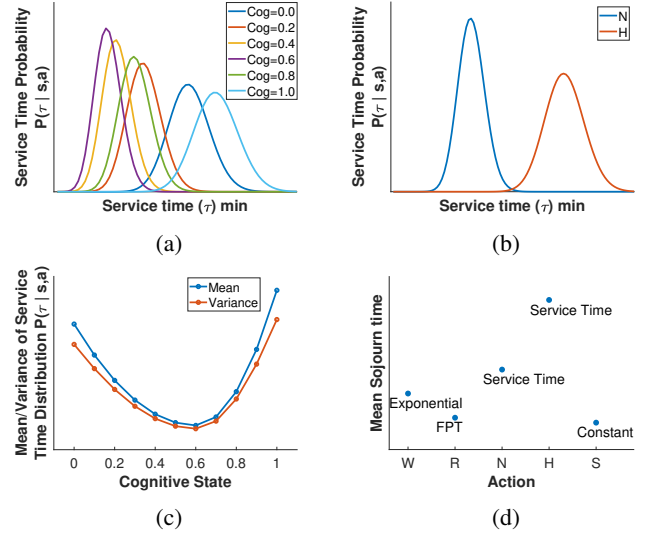 Service Time Probability
P(τ | s,a)
Cog=0.0
Cog=0.2
Cog=0.4
Cog=0.6
Cog=0.8
Cog=1.0
Service time (τ) min
(a)
Service Time Probability
P(τ | s,a)
N
H
Service time (τ) min
(b)
Mean/Variance of Service
Time Distribution P(τ | s,a)
Mean
Variance
0 0.2 0.4 0.6 0.8 1
Cognitive State
(c)
Mean Sojourn time
Service Time
Service Time
Exponential
FPT
Constant
W R N H S
Action
(d)